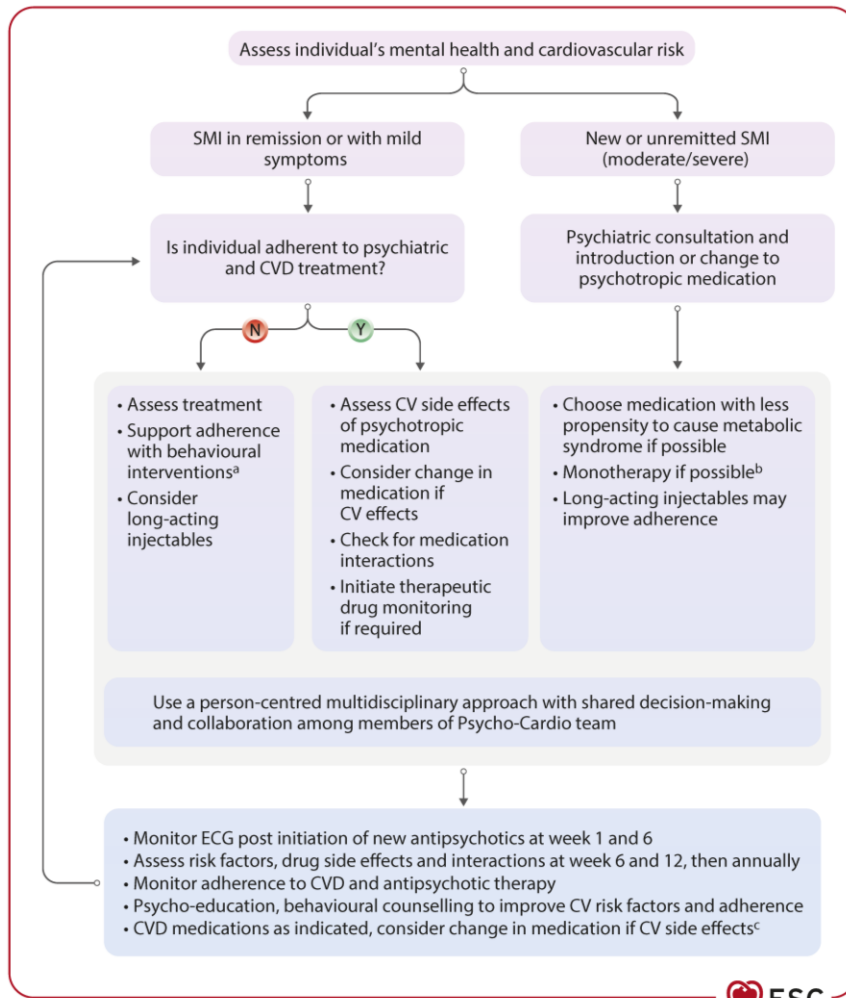 Assess individual's mental health and cardiovascular risk
SMI in remission or with mild
symptoms
New or unremitted SMI
(moderate/severe)
Is individual adherent to psychiatric
and CVD treatment?
Psychiatric consultation and
introduction or change to
psychotropic medication
N
Y
• Assess treatment
• Support adherence
with behavioural
interventionsᵃ
• Consider
long-acting
injectables
• Assess CV side effects
of psychotropic
medication
• Consider change in
medication if
CV effects
• Check for medication
interactions
• Initiate therapeutic
drug monitoring
if required
• Choose medication with less
propensity to cause metabolic
syndrome if possible
• Monotherapy if possibleᵇ
• Long-acting injectables may
improve adherence
Use a person-centred multidisciplinary approach with shared decision-making
and collaboration among members of Psycho-Cardio team
• Monitor ECG post initiation of new antipsychotics at week 1 and 6
• Assess risk factors, drug side effects and interactions at week 6 and 12, then annually
• Monitor adherence to CVD and antipsychotic therapy
• Psycho-education, behavioural counselling to improve CV risk factors and adherence
• CVD medications as indicated, consider change in medication if CV side effectsᶜ
ESC